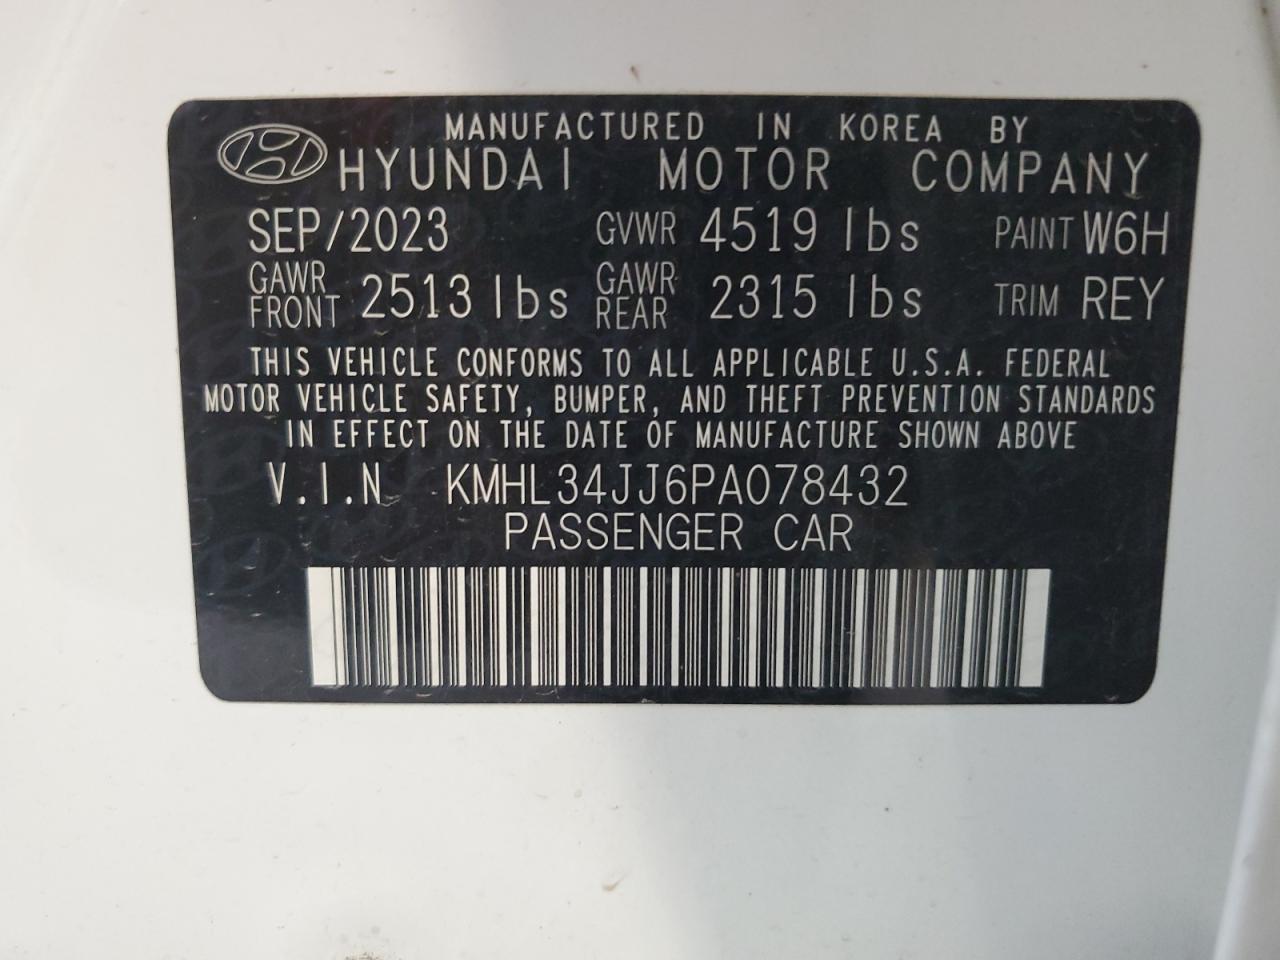 MANUFACTURED IN KOREA BY
HYUNDAI MOTOR COMPANY
SEP/2023 GVWR 4519 lbs PAINT W6H
GAWR FRONT 2513 lbs GAWR REAR 2315 lbs TRIM REY
THIS VEHICLE CONFORMS TO ALL APPLICABLE U.S.A. FEDERAL
MOTOR VEHICLE SAFETY, BUMPER, AND THEFT PREVENTION STANDARDS
IN EFFECT ON THE DATE OF MANUFACTURE SHOWN ABOVE
V.I.N KMHL34JJ6PA078432
PASSENGER CAR